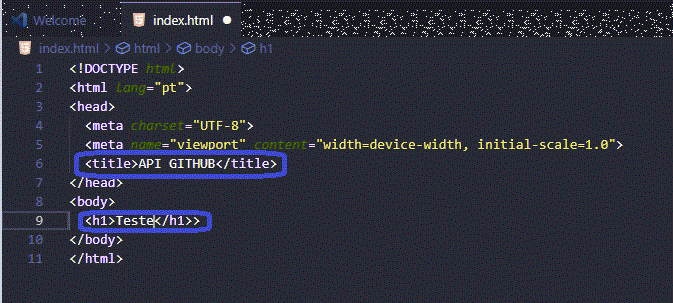 Welcome index.html
index.html > html > body > h1
1 <!DOCTYPE html>
2 <html lang="pt">
3 <head>
4 <meta charset="UTF-8">
5 <meta name="viewport" content="width=device-width, initial-scale=1.0">
6 <title>API GITHUB</title>
7 </head>
8 <body>
9 <h1>Teste</h1>>
10 </body>
11 </html>